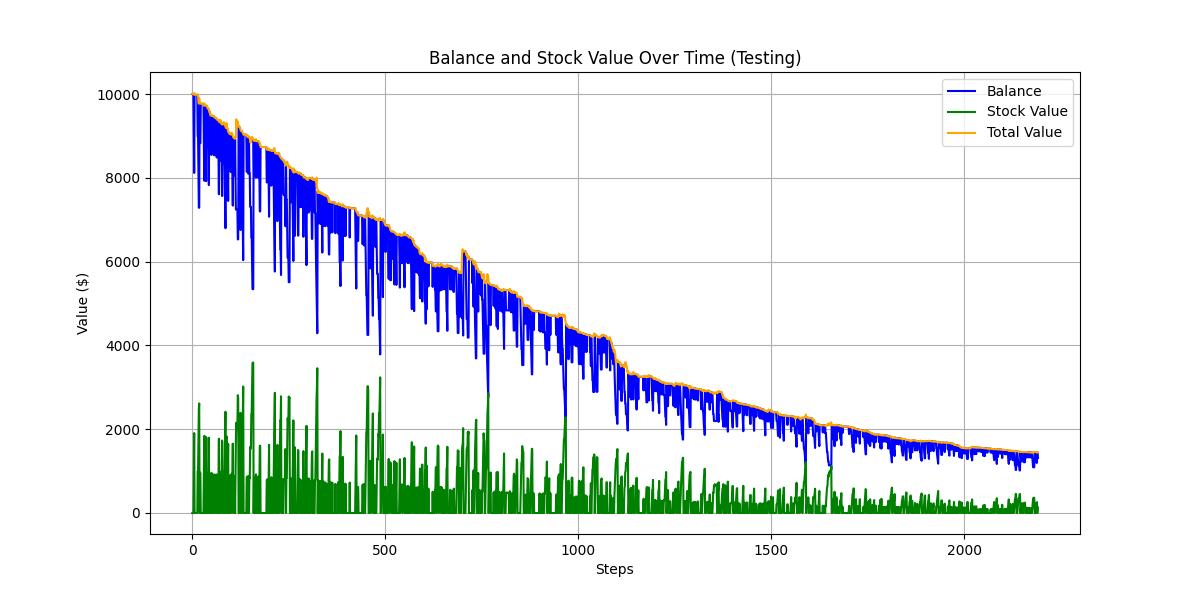 Balance and Stock Value Over Time (Testing)
Balance
Stock Value
Total Value
Value ($)
10000
8000
6000
4000
2000
0
0
500
1000
1500
2000
Steps